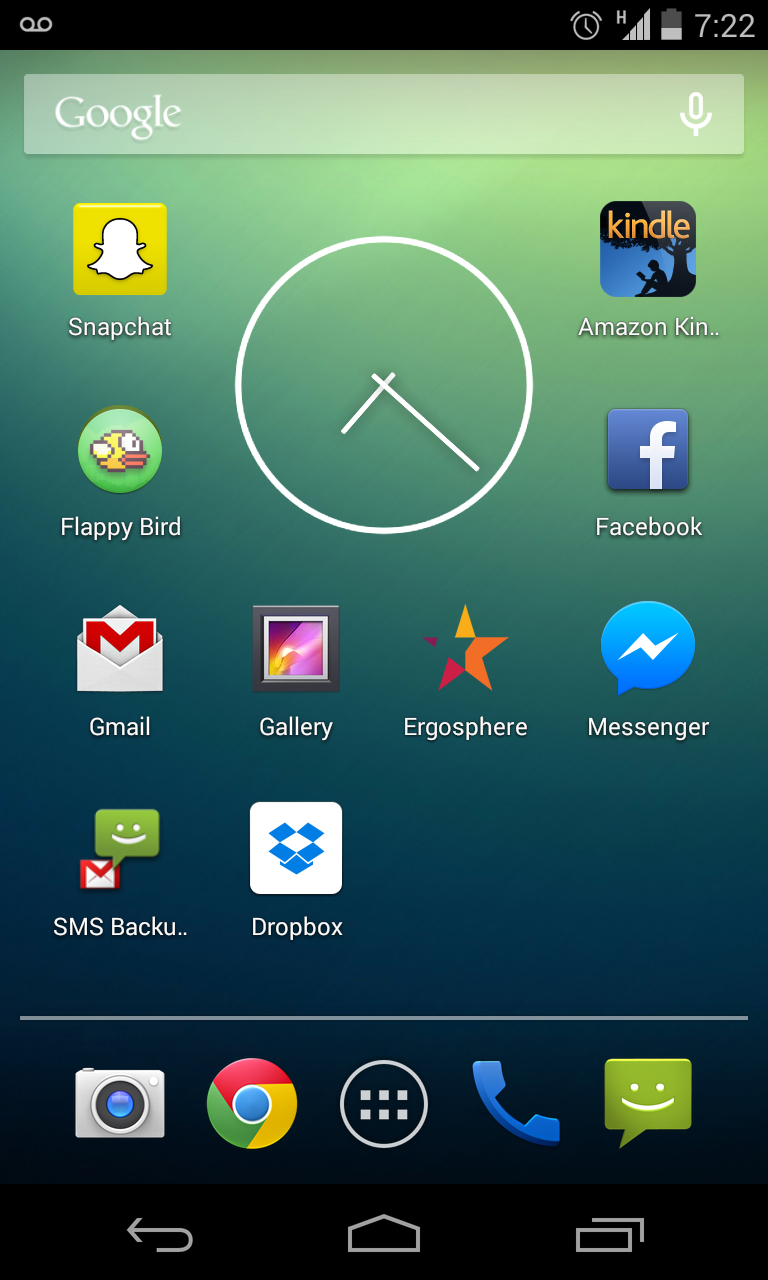 H 7:22
Google
kindle
Snapchat
Amazon Kin..
f
Flappy Bird
Facebook
Gmail
Gallery
Ergosphere
Messenger
SMS Backu..
Dropbox